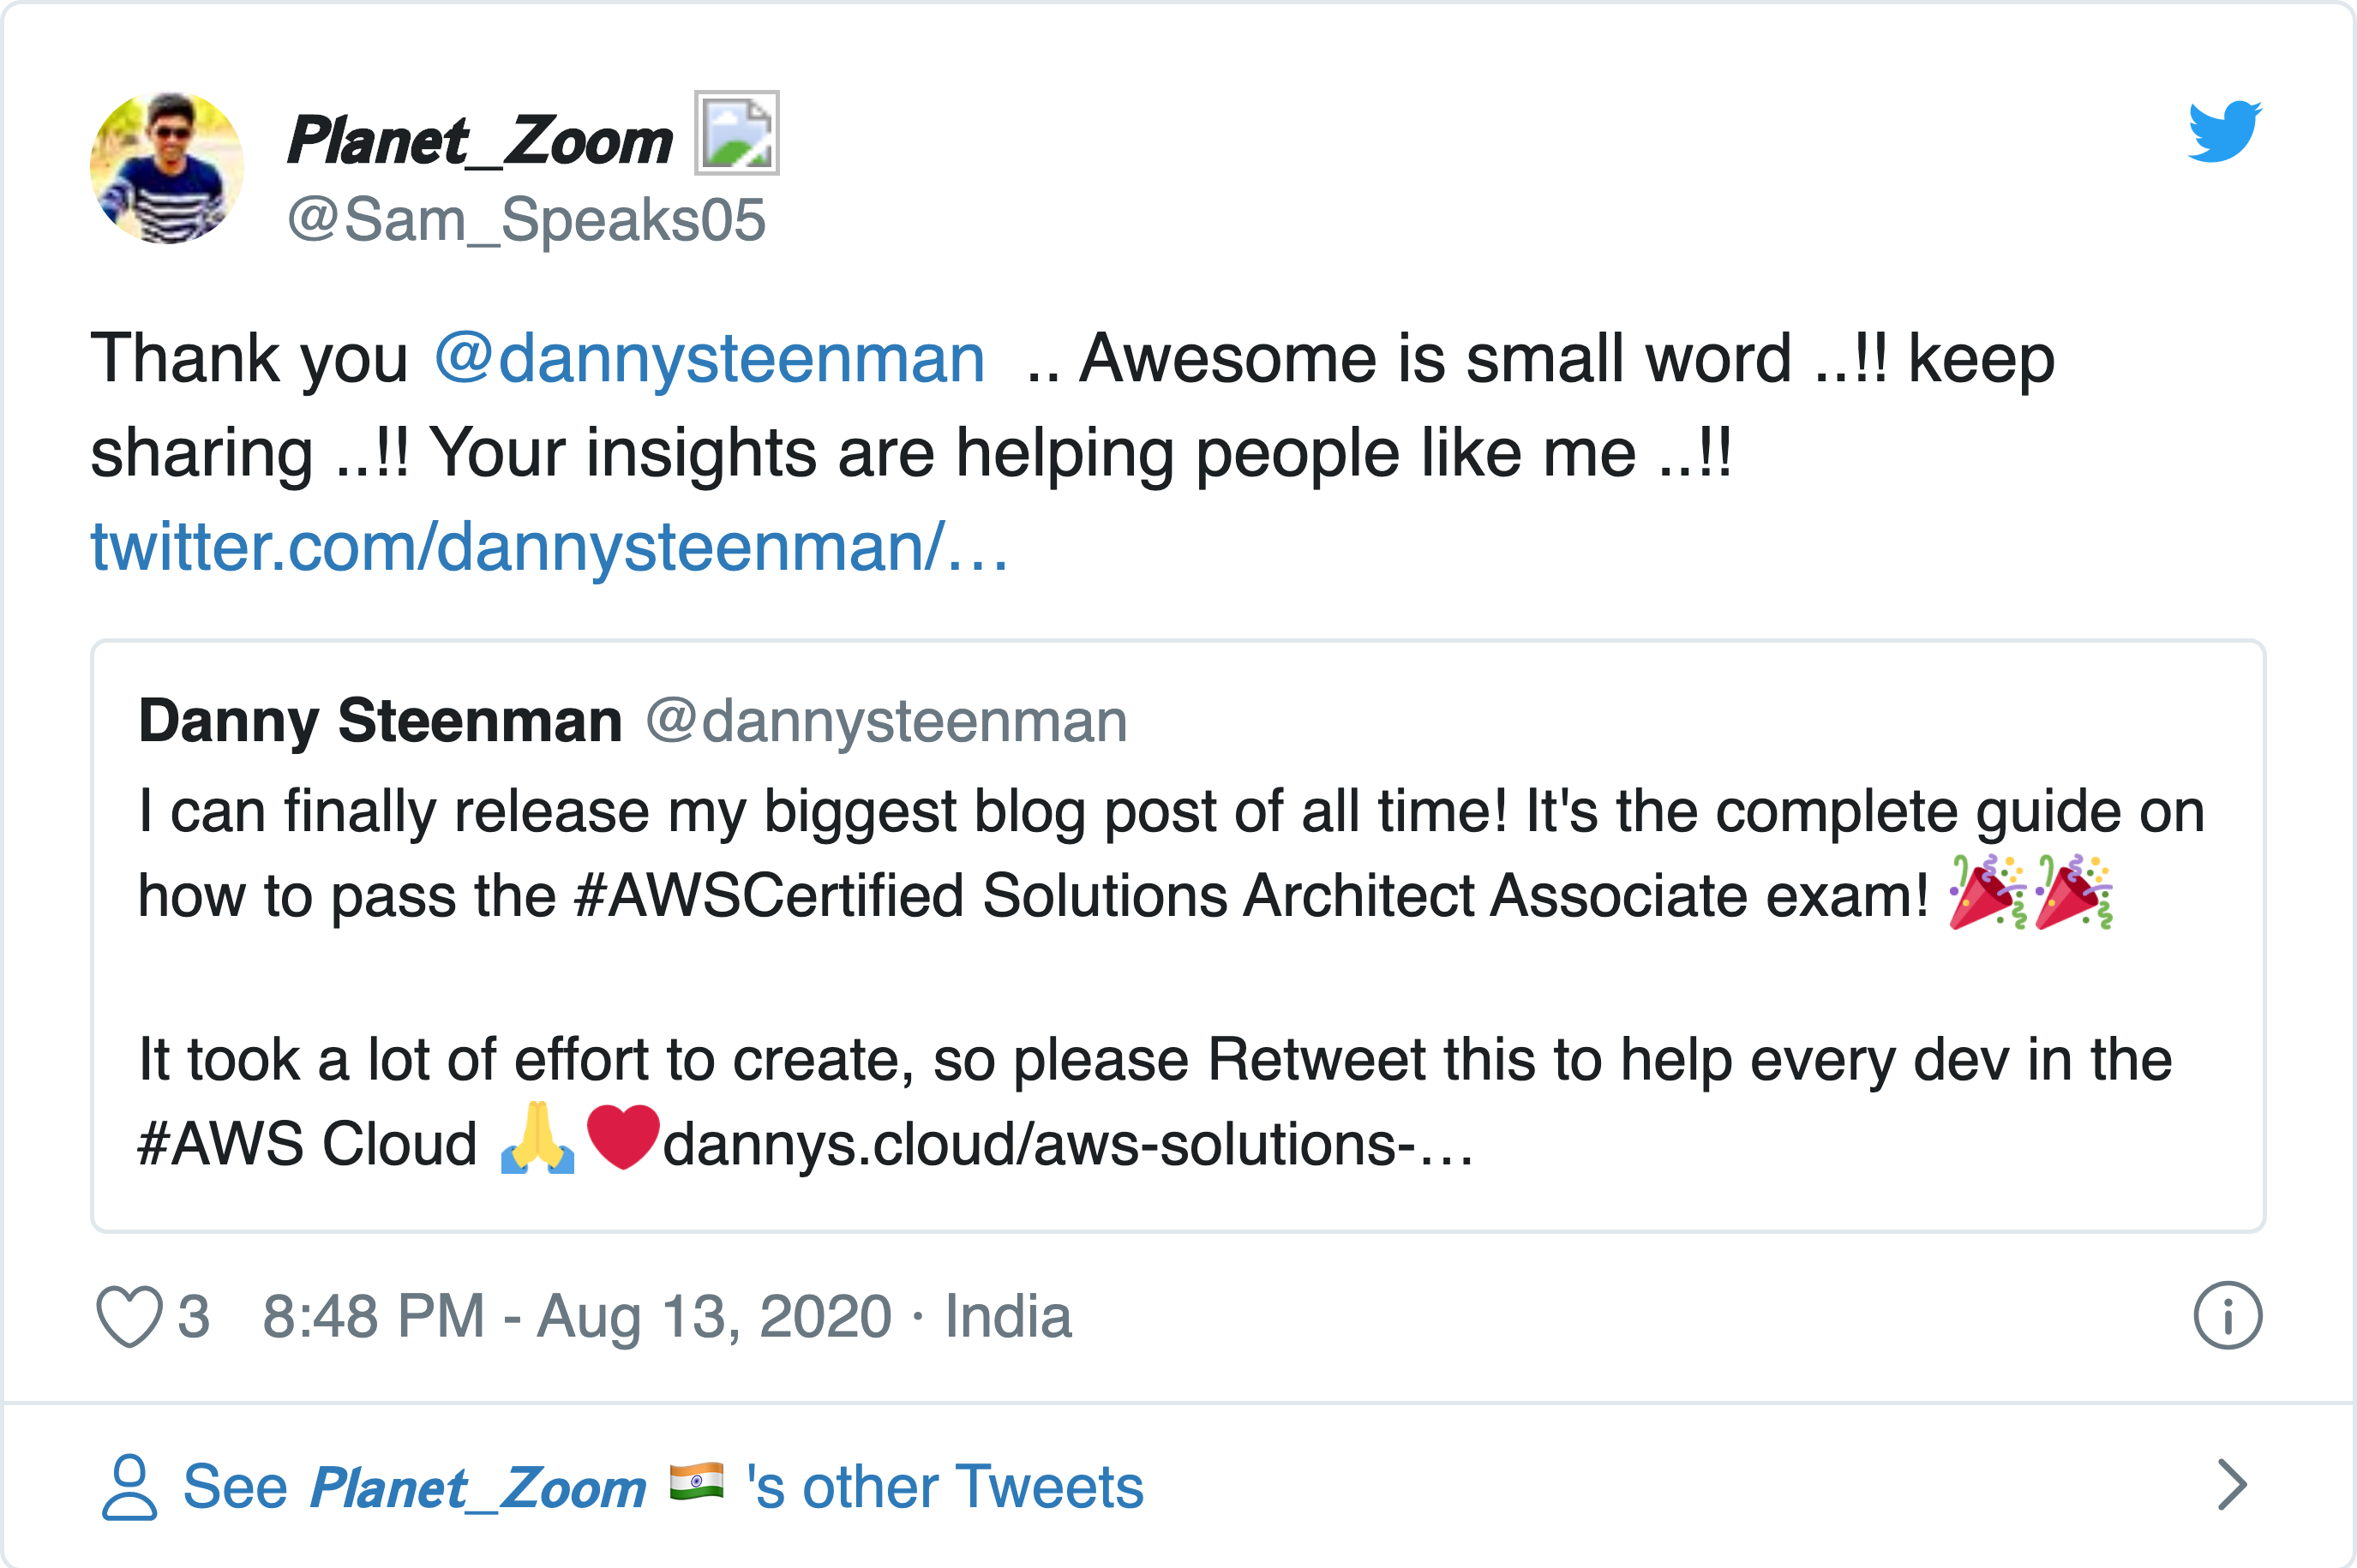 Planet_Zoom
@Sam_Speaks05
Thank you @dannysteenman .. Awesome is small word ..!! keep
sharing ..!! Your insights are helping people like me ..!!
twitter.com/dannysteenman/…
Danny Steenman @dannysteenman
I can finally release my biggest blog post of all time! It's the complete guide on
how to pass the #AWSCertified Solutions Architect Associate exam! 🎉🎉
It took a lot of effort to create, so please Retweet this to help every dev in the
#AWS Cloud 🙏❤️dannys.cloud/aws-solutions-…
3 8:48 PM - Aug 13, 2020 · India
See Planet_Zoom 🇮🇳 's other Tweets